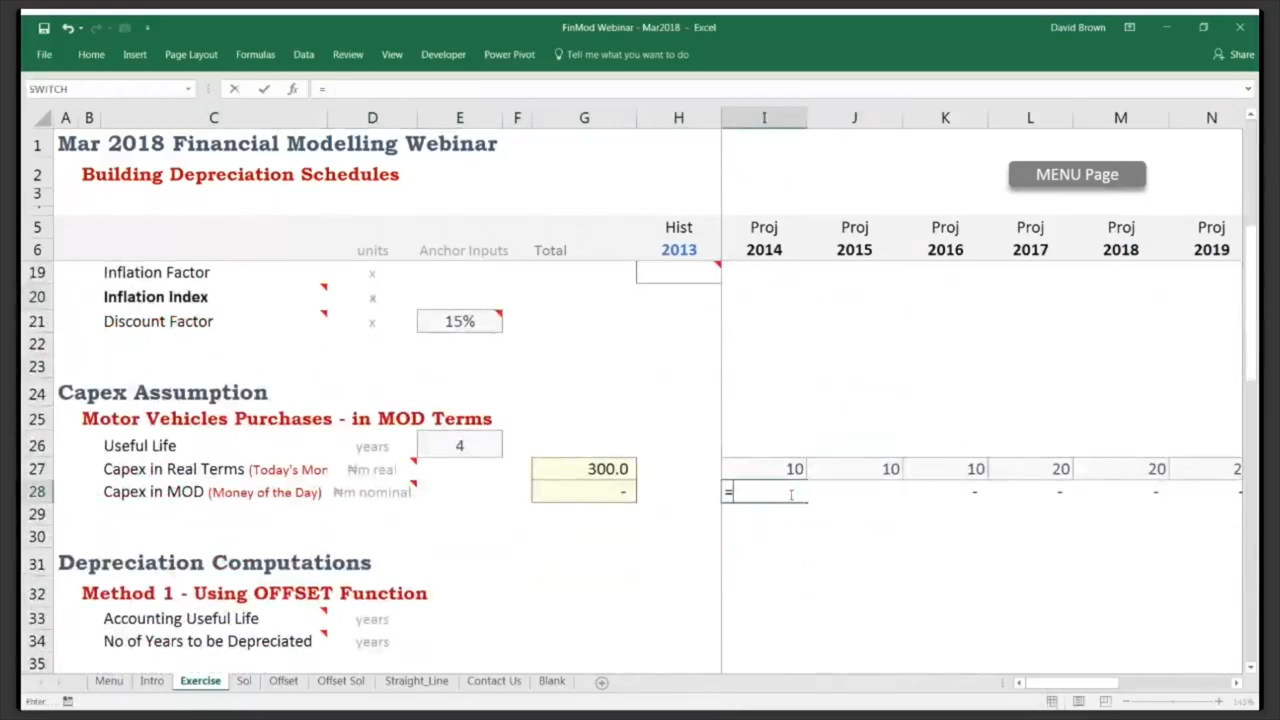 FinMod Webinar - Mar2018 - Excel
David Brown
File Home Insert Page Layout Formulas Data Review View Developer Power Pivot Tell me what you want to do Share
SWITCH fx =
A B C D E F G H I J K L M N
1 Mar 2018 Financial Modelling Webinar
2 Building Depreciation Schedules MENU Page
3
5 Hist Proj Proj Proj Proj Proj Proj
6 units Anchor Inputs Total 2013 2014 2015 2016 2017 2018 2019
19 Inflation Factor x
20 Inflation Index x
21 Discount Factor x 15%
22
23
24 Capex Assumption
25 Motor Vehicles Purchases - in MOD Terms
26 Useful Life years 4
27 Capex in Real Terms (Today's Mor ₦m real 300.0 10 10 10 20 20 2
28 Capex in MOD (Money of the Day) ₦m nominal - = - - - -
29
30
31 Depreciation Computations
32 Method 1 - Using OFFSET Function
33 Accounting Useful Life years
34 No of Years to be Depreciated years
35
Menu Intro Exercise Sol Offset Offset Sol Straight_Line Contact Us Blank
Enter